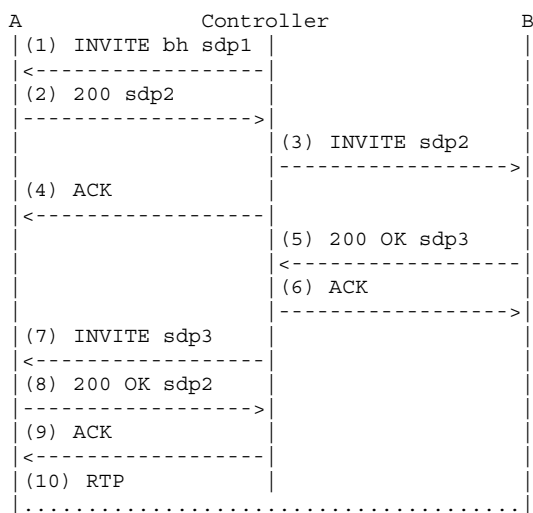 A Controller B
(1) INVITE bh sdp1
(2) 200 sdp2
(3) INVITE sdp2
(4) ACK
(5) 200 OK sdp3
(6) ACK
(7) INVITE sdp3
(8) 200 OK sdp2
(9) ACK
(10) RTP